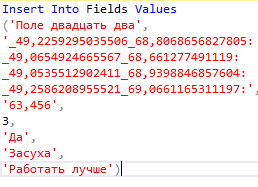 Insert Into Fields Values
('Поле двадцать два',
'_49,2259295035506_68,8068656827805:
_49,0654924665567_68,661277491119:
_49,0535512902411_68,9398846857604:
_49,2586208955521_69,0661165311197:',
'63,456',
3,
'Да',
'Засуха',
'Работать лучше')